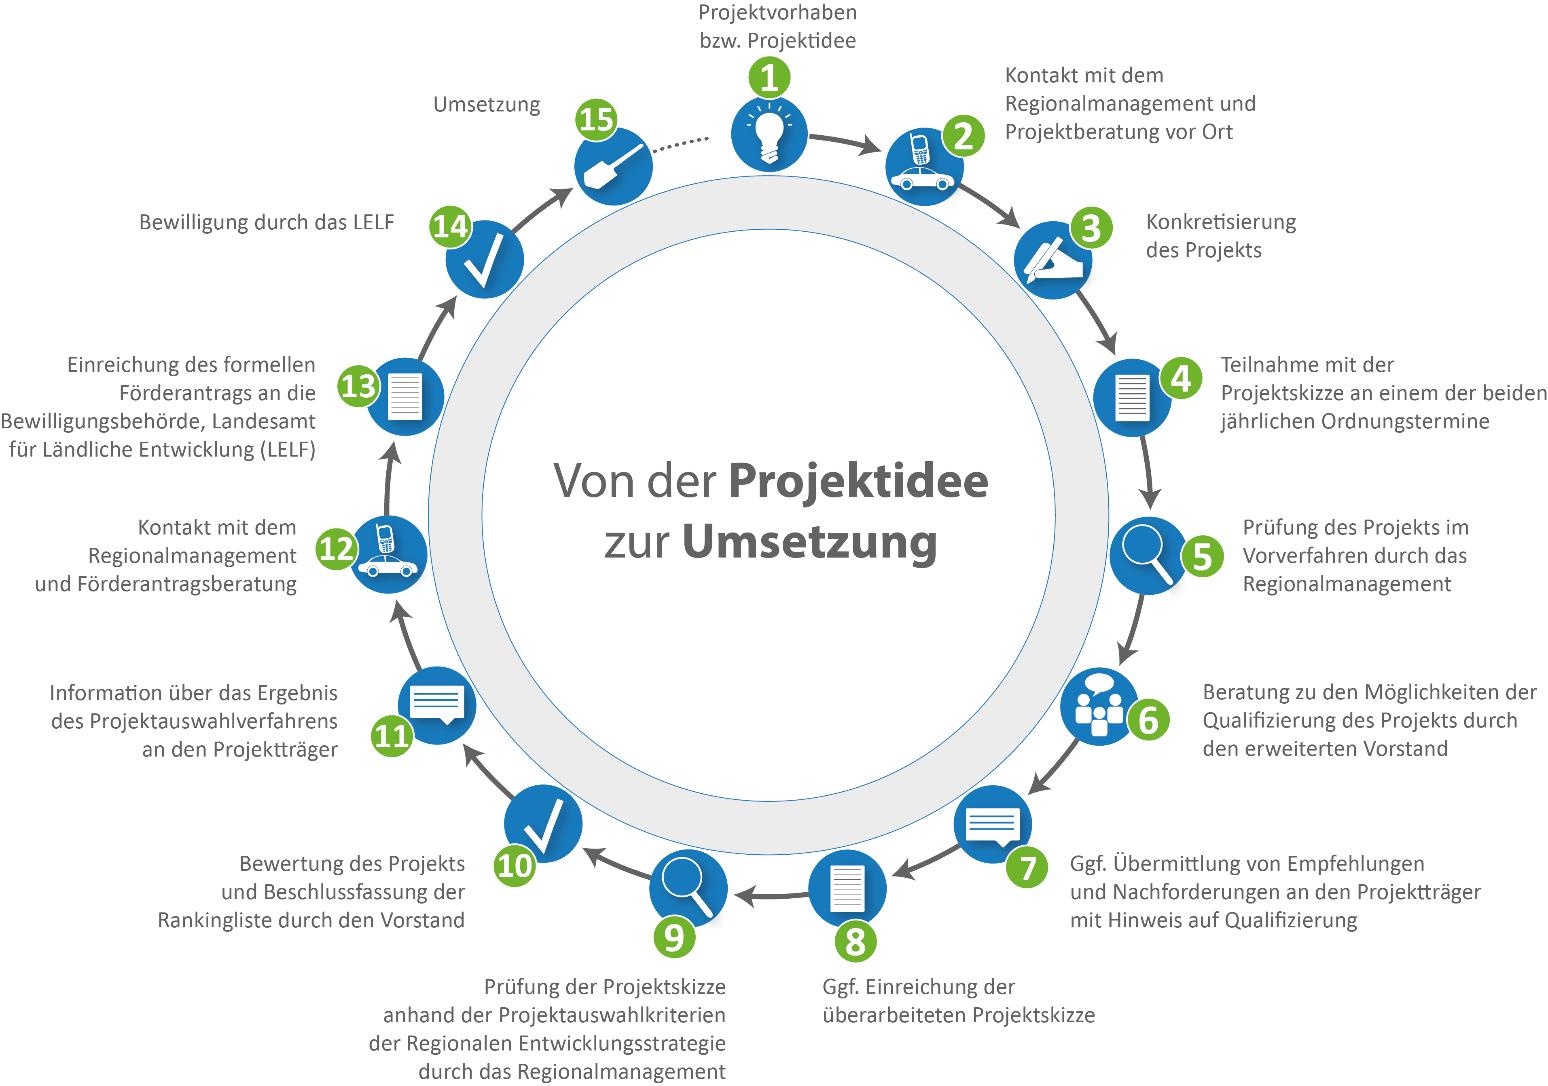 Projektvorhaben
bzw. Projektidee
1
Kontakt mit dem
Regionalmanagement und
Projektberatung vor Ort
2
Konkretisierung
des Projekts
3
Teilnahme mit der
Projektskizze an einem der beiden
jährlichen Ordnungstermine
4
Prüfung des Projekts im
Vorverfahren durch das
Regionalmanagement
5
Beratung zu den Möglichkeiten der
Qualifizierung des Projekts durch
den erweiterten Vorstand
6
Ggf. Übermittlung von Empfehlungen
und Nachforderungen an den Projektträger
mit Hinweis auf Qualifizierung
7
Ggf. Einreichung der
überarbeiteten Projektskizze
8
Prüfung der Projektskizze
anhand der Projektauswahlkriterien
der Regionalen Entwicklungsstrategie
durch das Regionalmanagement
9
Bewertung des Projekts
und Beschlussfassung der
Rankingliste durch den Vorstand
10
Information über das Ergebnis
des Projektauswahlverfahrens
an den Projektträger
11
Kontakt mit dem
Regionalmanagement
und Förderantragsberatung
12
Einreichung des formellen
Förderantrags an die
Bewilligungsbehörde, Landesamt
für Ländliche Entwicklung (LELF)
13
Bewilligung durch das LELF
14
Umsetzung
15
Von der Projektidee
zur Umsetzung